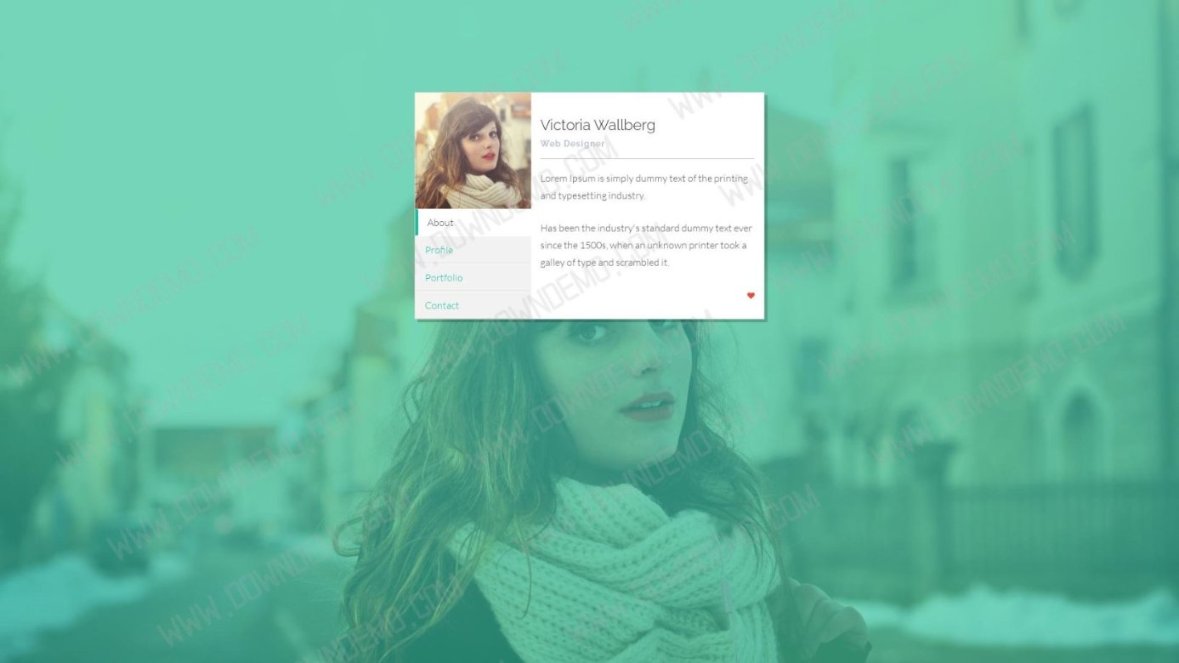 Victoria Wallberg
Web Designer
Lorem Ipsum is simply dummy text of the printing
and typesetting industry.
Has been the industry's standard dummy text ever
since the 1500s, when an unknown printer took a
galley of type and scrambled it.
About
Profile
Portfolio
Contact
WWW.DOWNDEMO.COM